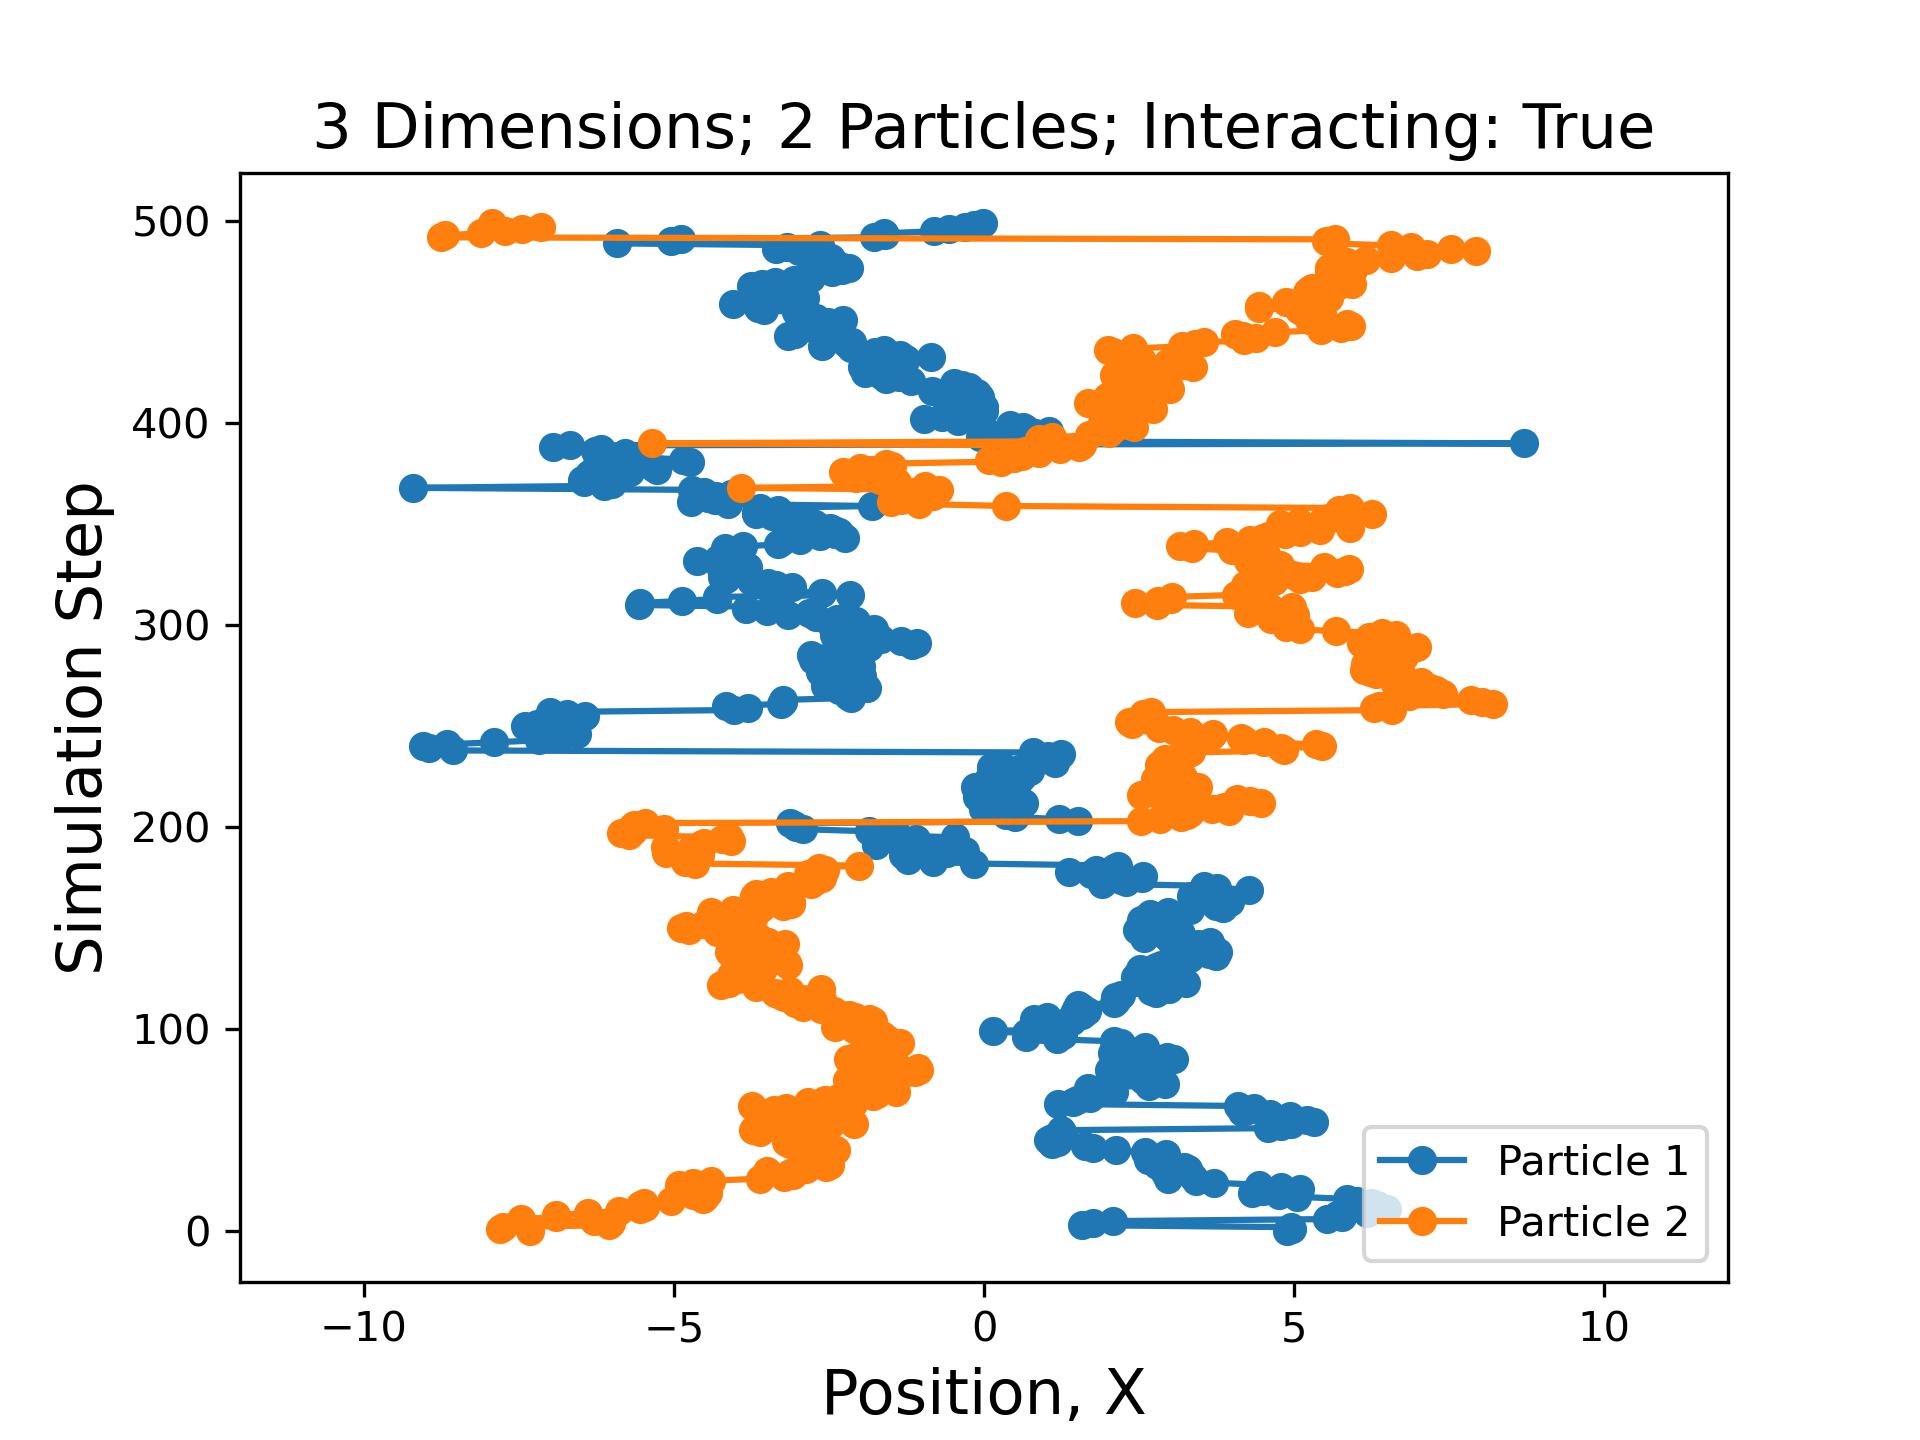 3 Dimensions; 2 Particles; Interacting: True
Simulation Step
500
400
300
200
100
0
−10
−5
0
5
10
Position, X
Particle 1
Particle 2